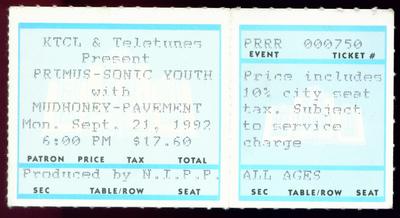 KTCL & Teletunes
Present
PRIMUS-SONIC YOUTH
with
MUDHONEY-PAVEMENT
Mon. Sept. 21, 1992
6:00 PM $17.60
PATRON PRICE TAX TOTAL
Produced by N.I.P.P.
SEC TABLE/ROW SEAT
PRRR 000750
EVENT TICKET #
Price includes
10% city seat
tax. Subject
to service
charge
ALL AGES
SEC TABLE/ROW SEAT